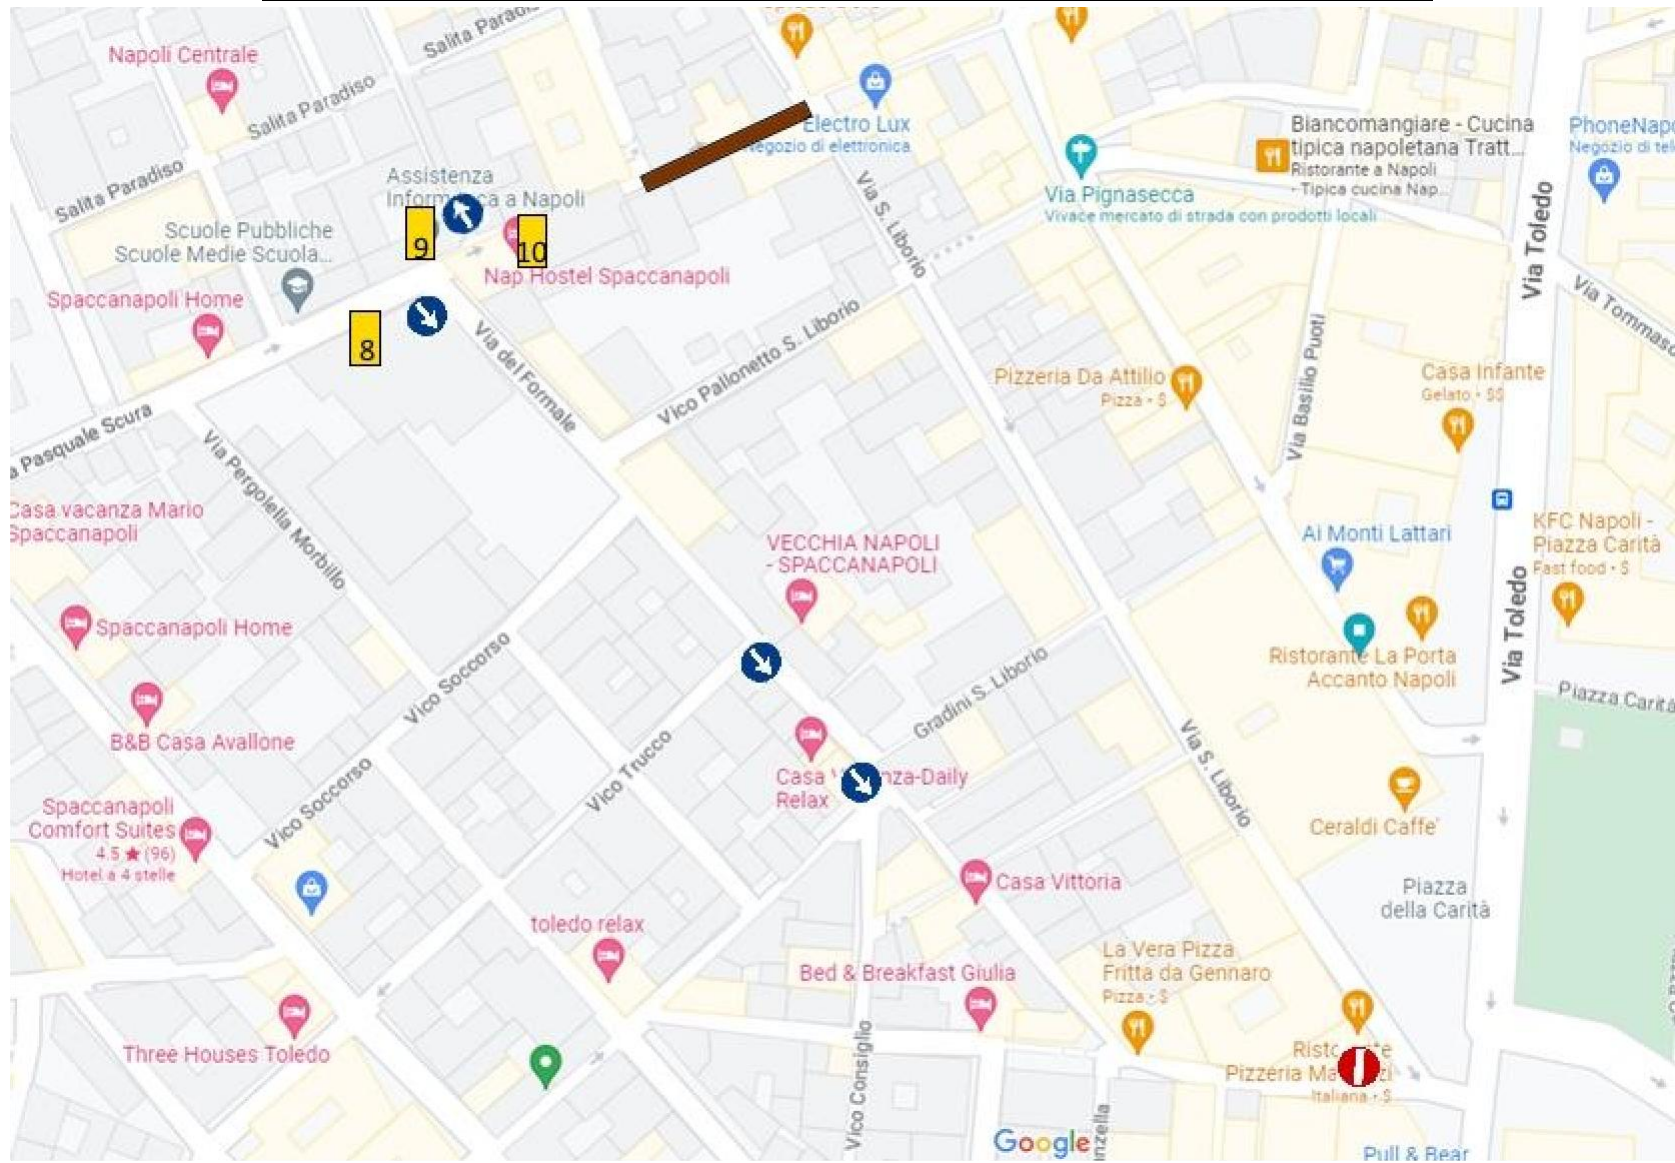 Napoli Centrale
Salita Paradiso
Salita Paradiso
Salita Paradiso
Assistenza
a Napoli
9
10
8
Scuole Pubbliche
Scuole Medie Scuola...
Nap Hostel Spaccanapoli
Spaccanapoli Home
Electro Lux
Negozio di elettronica
Via S. Liborio
Via Pignasecca
Vivace mercato di strada con prodotti locali
Biancomangiare - Cucina
tipica napoletana Tratt...
Ristorante a Napoli
- Tipica cucina Nap...
PhoneNapo
Negozio di tel
Via Toledo
Via Tommaso
Via del Formale
Vico Pallonetto S. Liborio
Pizzeria Da Attilio
Pizza • $
Via Basilio Puoti
Casa Infante
Gelato • $$
a Pasquale Scura
Via Pergolella Morbillo
Casa vacanza Mario
Spaccanapoli
VECCHIA NAPOLI
- SPACCANAPOLI
Ai Monti Lattari
KFC Napoli -
Piazza Carità
Fast food • $
Via Toledo
Spaccanapoli Home
Vico Soccorso
Ristorante La Porta
Accanto Napoli
Piazza Carità
Gradini S. Liborio
B&B Casa Avallone
Vico Trucco
Via S. Liborio
Casa
nza-Daily
Relax
Vico Soccorso
Spaccanapoli
Comfort Suites
4.5 ★ (96)
Hotel a 4 stelle
Ceraldi Caffe'
Casa Vittoria
Piazza
della Carità
toledo relax
La Vera Pizza
Fritta da Gennaro
Pizza • $
Bed & Breakfast Giulia
Three Houses Toledo
Vico Consiglio
Pizzeria Ma
Italiana • $
nzella
Google
Pull & Bear